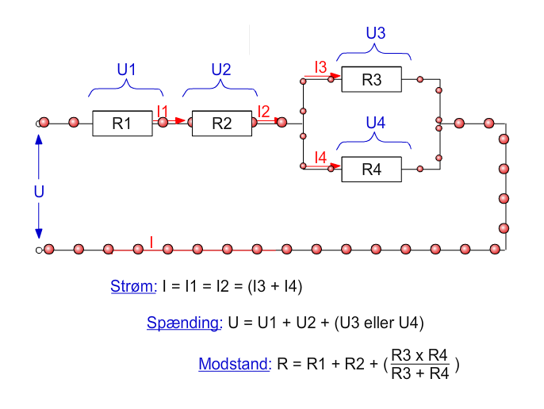 U3
U1
U2
I3
R3
I1
I2
R1
R2
U4
I4
R4
U
I
Strøm: I = I1 = I2 = (I3 + I4)
Spænding: U = U1 + U2 + (U3 eller U4)
Modstand: R = R1 + R2 + ( R3 x R4 / R3 + R4 )